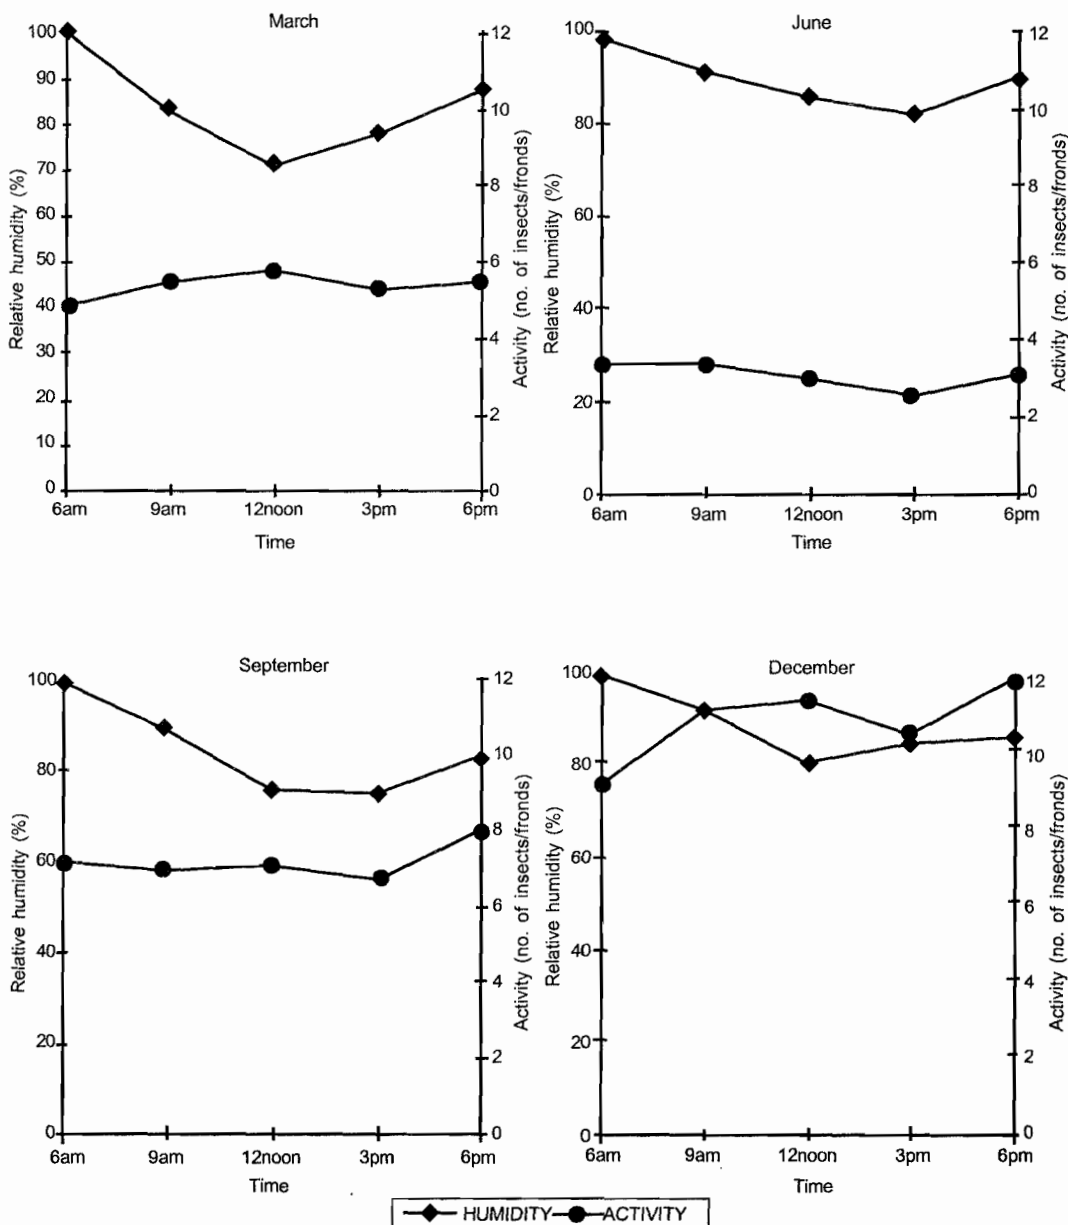 March
100
90
80
70
60
50
40
30
20
10
0
Relative humidity (%)
12
10
8
6
4
2
0
Activity (no. of insects/fronds)
6am 9am 12noon 3pm 6pm
Time
June
100
80
60
40
20
0
Relative humidity (%)
12
10
8
6
4
2
0
Activity (no. of insects/fronds)
6am 9am 12noon 3pm 6pm
Time
September
100
80
60
40
20
0
Relative humidity (%)
12
10
8
6
4
2
0
Activity (no. of insects/fronds)
6am 9am 12noon 3pm 6pm
Time
December
100
80
60
40
20
0
Relative humidity (%)
12
10
8
6
4
2
0
Activity (no. of insects/fronds)
6am 9am 12noon 3pm 6pm
Time
HUMIDITY ACTIVITY